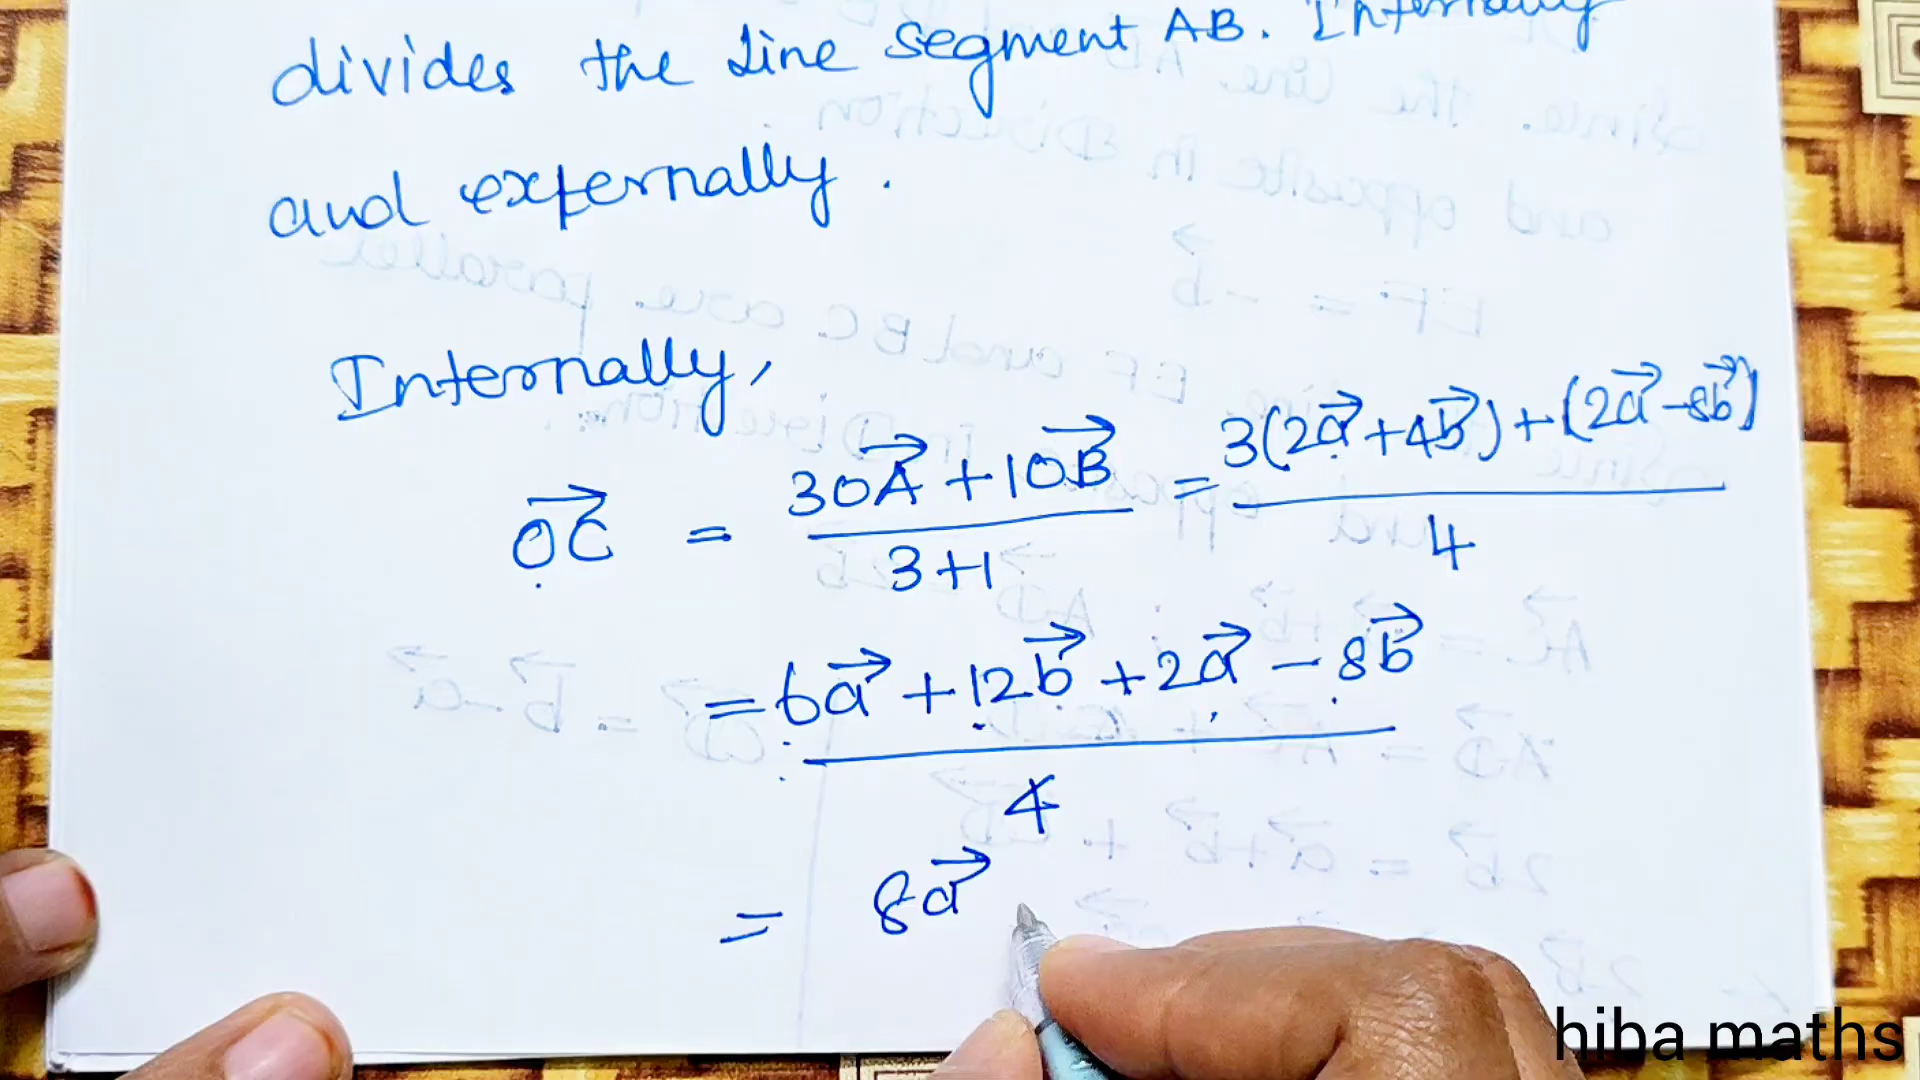 divides the line segment AB. Internally
and externally.
Internally,
OC⃗ = (3OA⃗ + 1OB⃗)/(3+1) = (3(2a⃗+4b⃗)+(2a⃗-8b⃗))/4
= (6a⃗ + 12b⃗ + 2a⃗ - 8b⃗)/4
= 8a⃗
hiba maths